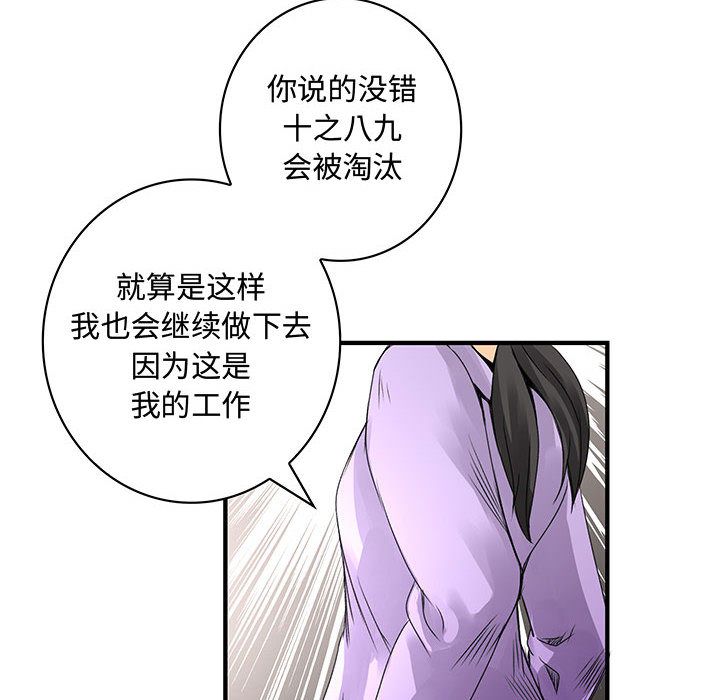 你说的没错
十之八九
会被淘汰
就算是这样
我也会继续做下去
因为这是
我的工作